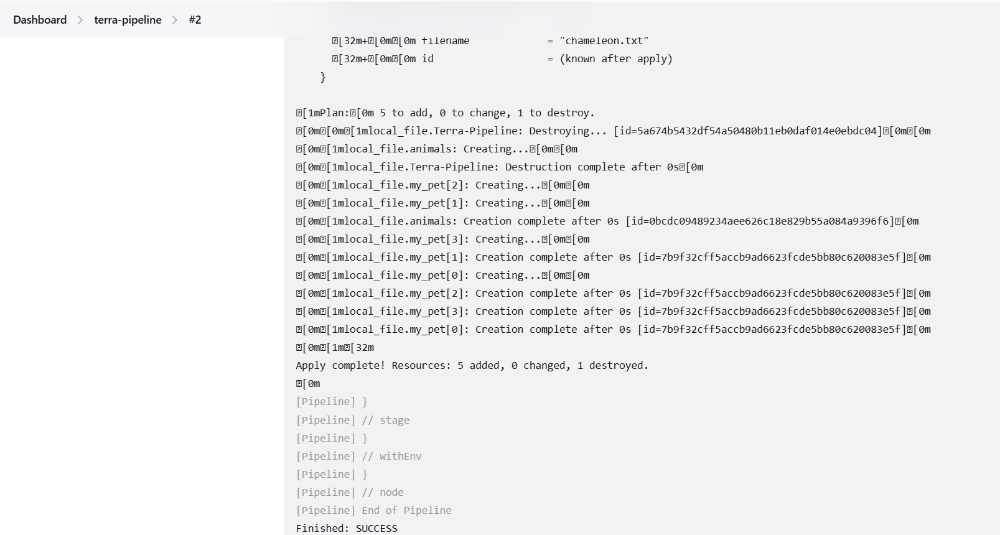 Dashboard > terra-pipeline > #2
�[32m+�[0m�[0m filename             = "chameleon.txt"
�[32m+�[0m�[0m id                   = (known after apply)
}
�[1mPlan:�[0m 5 to add, 0 to change, 1 to destroy.
�[0m�[0m�[1mlocal_file.Terra-Pipeline: Destroying... [id=5a674b5432df54a50480b11eb0daf014e0ebdc04]�[0m�[0m
�[0m�[1mlocal_file.animals: Creating...�[0m�[0m
�[0m�[1mlocal_file.Terra-Pipeline: Destruction complete after 0s�[0m
�[0m�[1mlocal_file.my_pet[2]: Creating...�[0m�[0m
�[0m�[1mlocal_file.my_pet[1]: Creating...�[0m�[0m
�[0m�[1mlocal_file.animals: Creation complete after 0s [id=0bcdc09489234aee626c18e829b55a084a9396f6]�[0m
�[0m�[1mlocal_file.my_pet[3]: Creating...�[0m�[0m
�[0m�[1mlocal_file.my_pet[1]: Creation complete after 0s [id=7b9f32cff5accb9ad6623fcde5bb80c620083e5f]�[0m
�[0m�[1mlocal_file.my_pet[0]: Creating...�[0m�[0m
�[0m�[1mlocal_file.my_pet[2]: Creation complete after 0s [id=7b9f32cff5accb9ad6623fcde5bb80c620083e5f]�[0m
�[0m�[1mlocal_file.my_pet[3]: Creation complete after 0s [id=7b9f32cff5accb9ad6623fcde5bb80c620083e5f]�[0m
�[0m�[1mlocal_file.my_pet[0]: Creation complete after 0s [id=7b9f32cff5accb9ad6623fcde5bb80c620083e5f]�[0m
�[0m�[1m�[32m
Apply complete! Resources: 5 added, 0 changed, 1 destroyed.
�[0m
[Pipeline] }
[Pipeline] // stage
[Pipeline] }
[Pipeline] // withEnv
[Pipeline] }
[Pipeline] // node
[Pipeline] End of Pipeline
Finished: SUCCESS